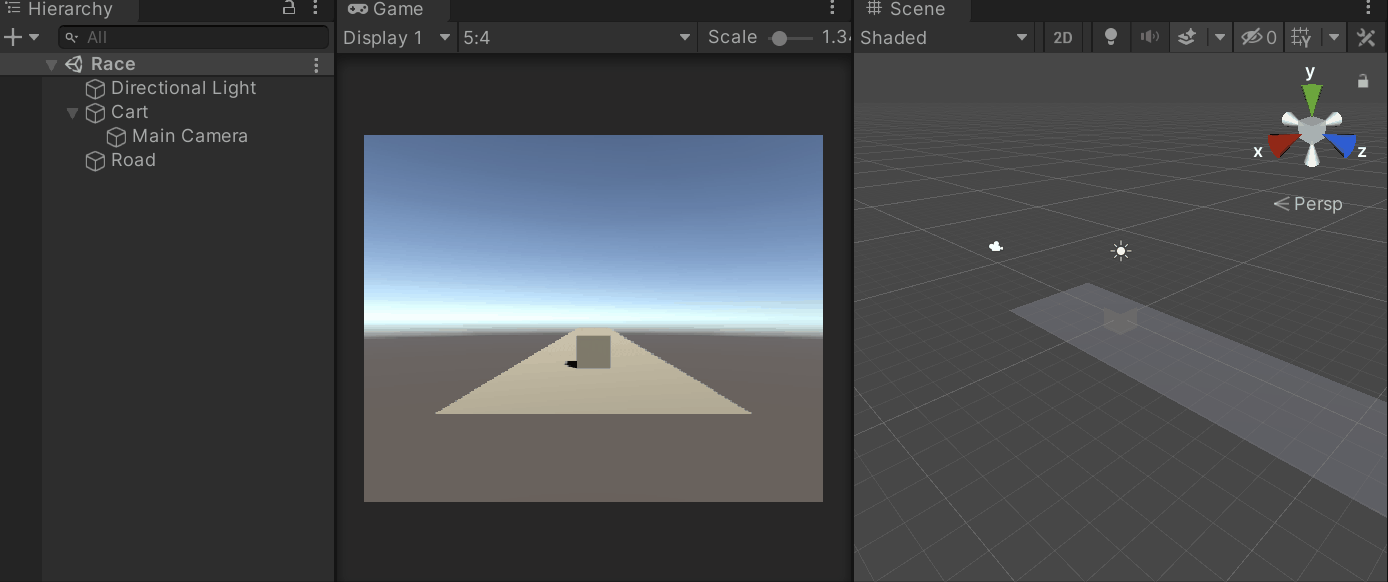 Hierarchy
All
Race
Directional Light
Cart
Main Camera
Road
Game
Display 1 5:4 Scale 1.34
Scene
Shaded 2D 0
y
x z
Persp